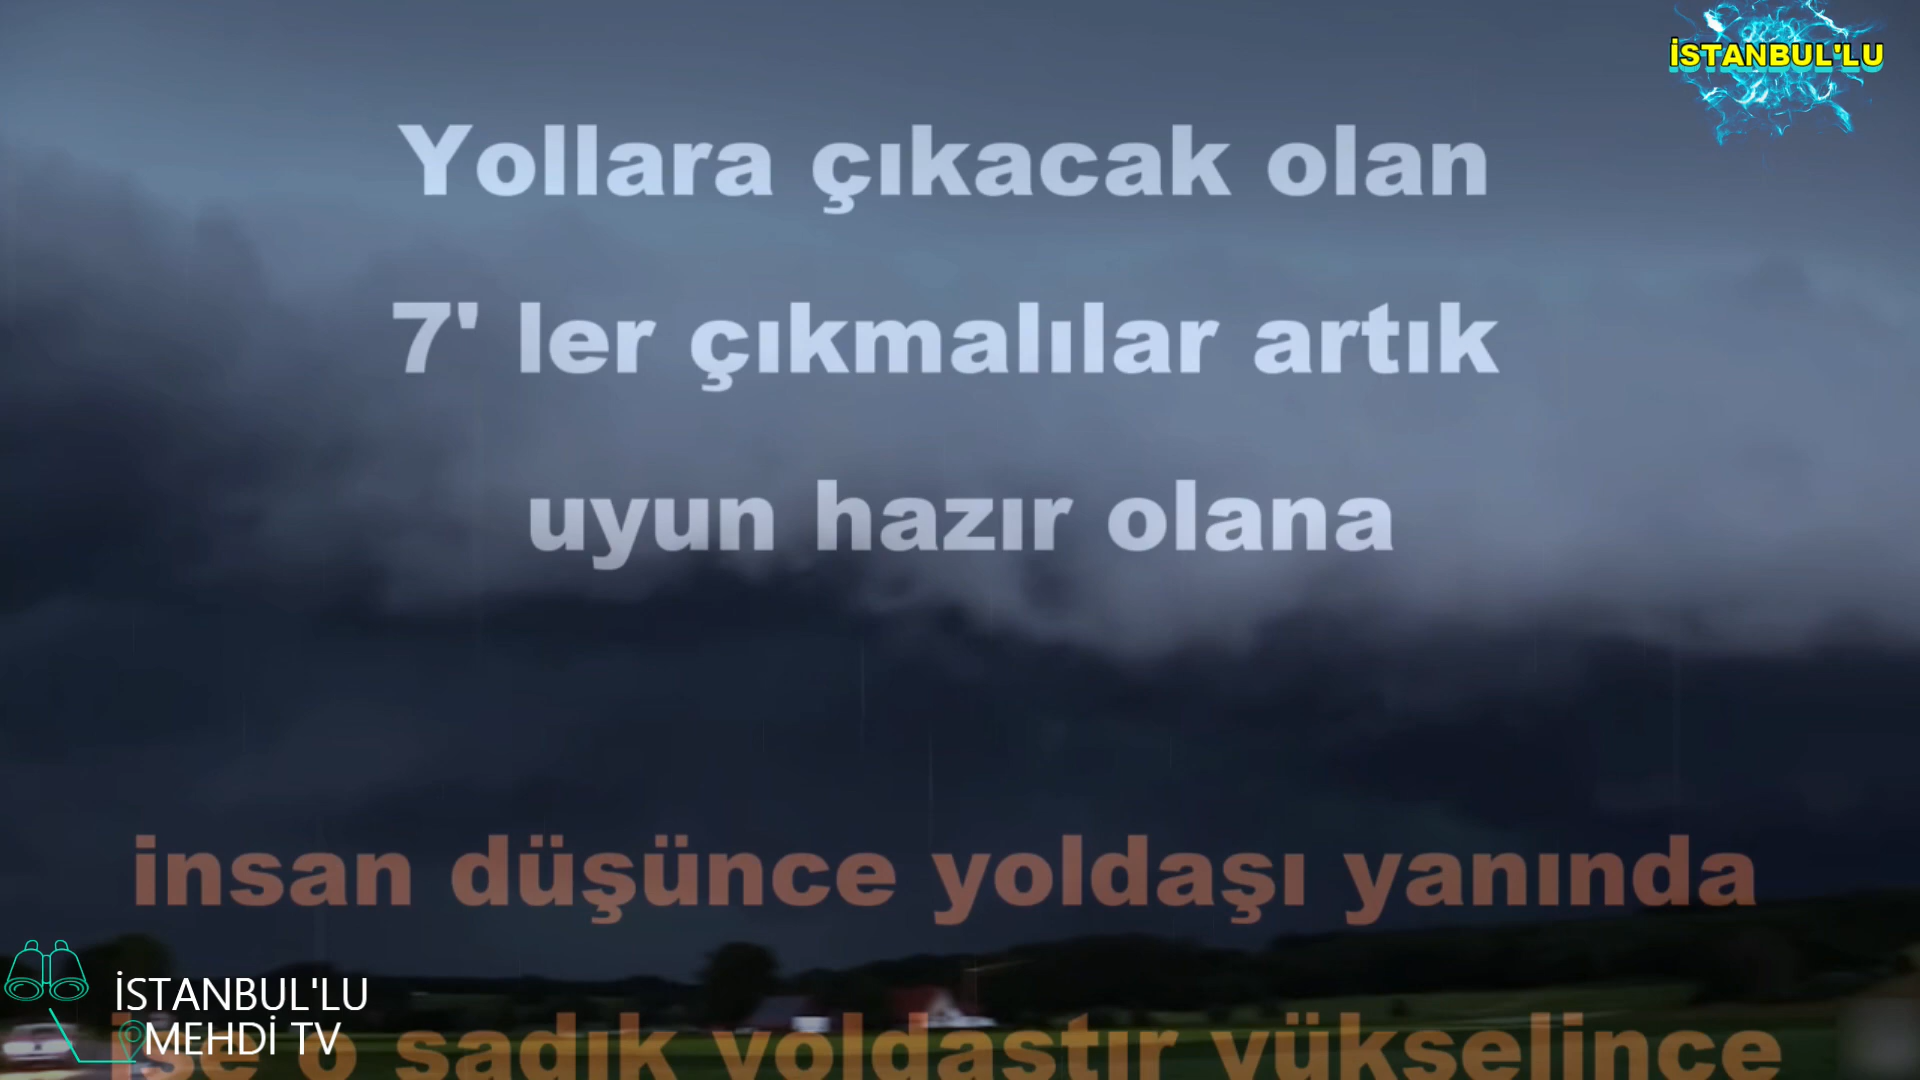 İSTANBUL'LU
Yollara çıkacak olan
7' ler çıkmalılar artık
uyun hazır olana
insan düşünce yoldaşı yanında
ise o sadık yoldaştır yükselince
İSTANBUL'LU
MEHDİ TV